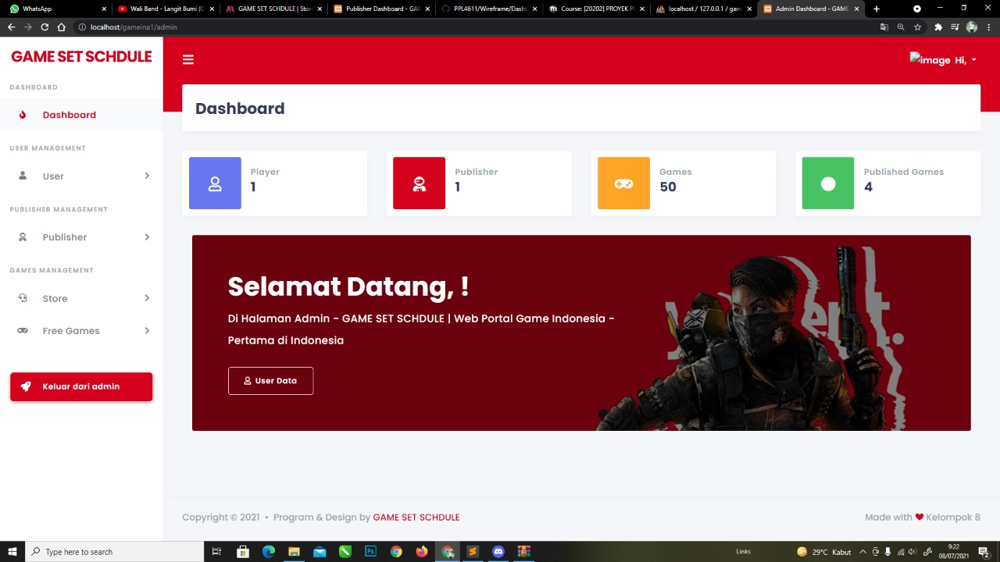 WhatsApp
Wali Band - Langit Bumi (O
GAME SET SCHDULE | Stor
Publisher Dashboard - GA
PPL4611/Wireframe/Dashb
Course: [20202] PROYEK P
localhost / 127.0.0.1 / gam
Admin Dashboard - GAME
localhost/gameina1/admin
GAME SET SCHDULE
image Hi,
DASHBOARD
Dashboard
USER MANAGEMENT
User
PUBLISHER MANAGEMENT
Publisher
GAMES MANAGEMENT
Store
Free Games
Keluar dari admin
Dashboard
Player
1
Publisher
1
Games
50
Published Games
4
Selamat Datang, !
Di Halaman Admin - GAME SET SCHDULE | Web Portal Game Indonesia -
Pertama di Indonesia
User Data
Copyright © 2021 • Program & Design by GAME SET SCHDULE
Made with ❤ Kelompok 8
Type here to search
Links
29°C Kabut
9:22
08/07/2021